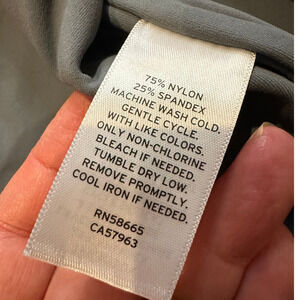 75% NYLON
25% SPANDEX
MACHINE WASH COLD.
GENTLE CYCLE.
WITH LIKE COLORS.
ONLY NON-CHLORINE
BLEACH IF NEEDED.
TUMBLE DRY LOW.
REMOVE PROMPTLY.
COOL IRON IF NEEDED.
RN58665
CA57963